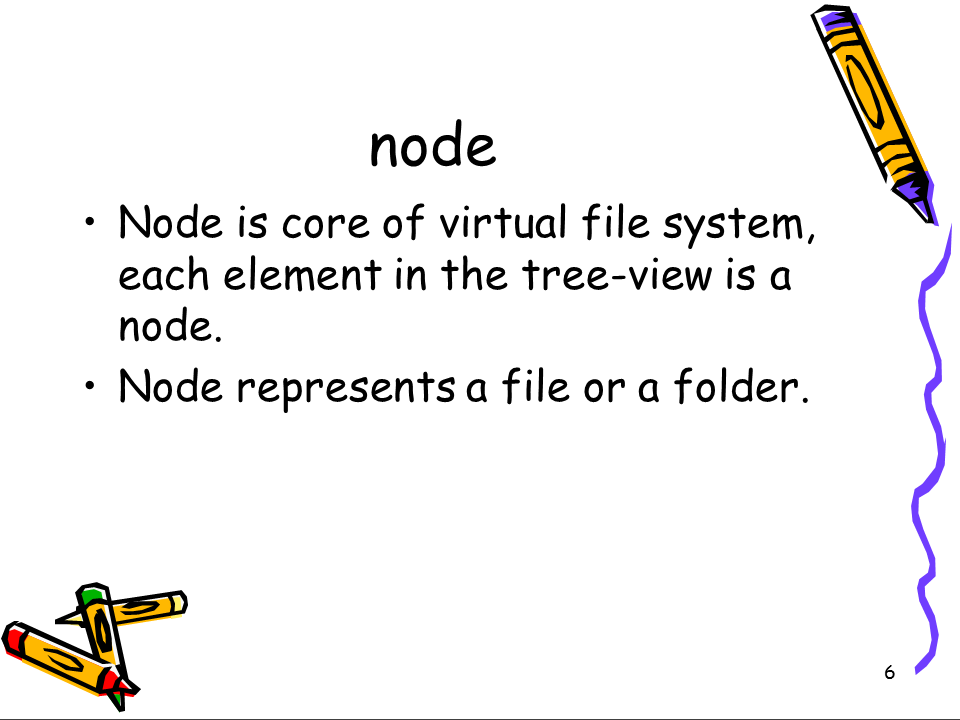 node
• Node is core of virtual file system,
each element in the tree-view is a
node.
• Node represents a file or a folder.
6